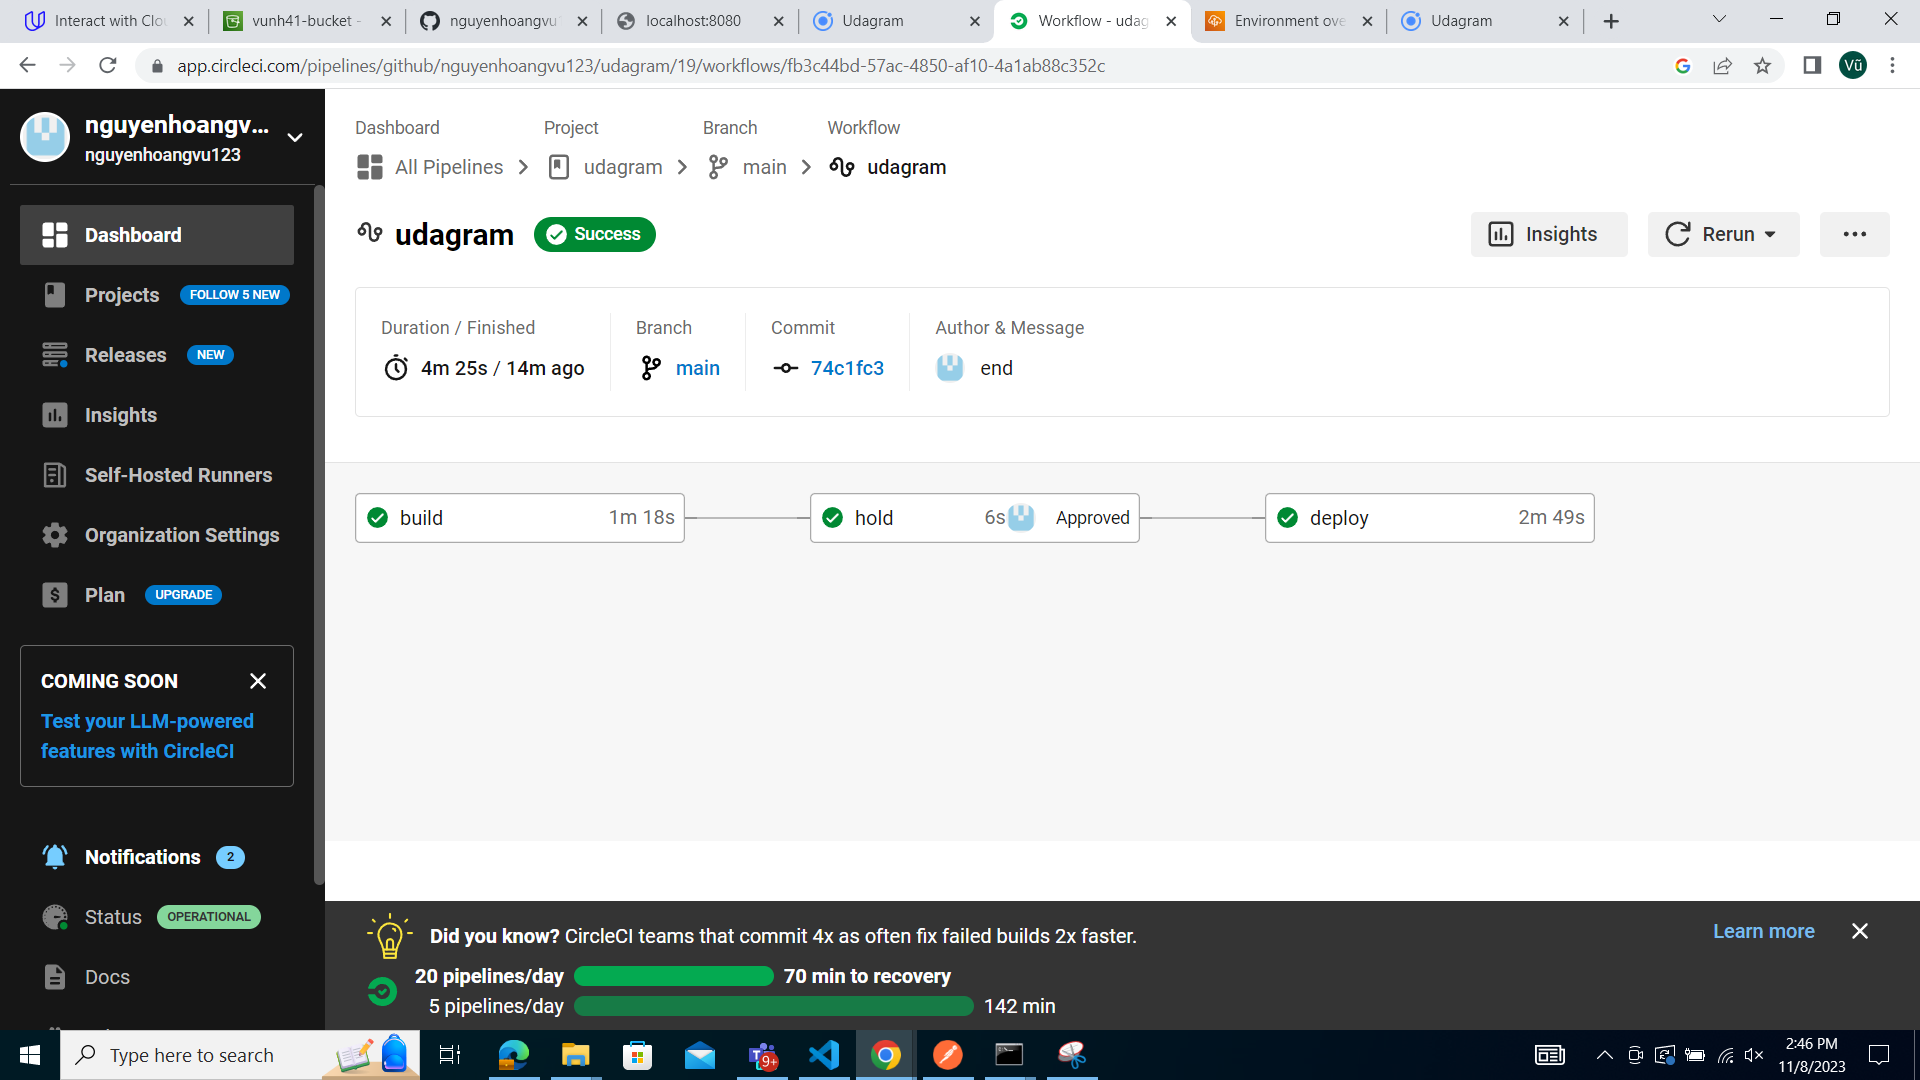 Interact with Clou
vunh41-bucket -
nguyenhoangvu1
localhost:8080
Udagram
Workflow - udag
Environment ove
Udagram
app.circleci.com/pipelines/github/nguyenhoangvu123/udagram/19/workflows/fb3c44bd-57ac-4850-af10-4a1ab88c352c
Vũ
nguyenhoangv...
nguyenhoangvu123
Dashboard
Projects FOLLOW 5 NEW
Releases NEW
Insights
Self-Hosted Runners
Organization Settings
Plan UPGRADE
COMING SOON
Test your LLM-powered
features with CircleCI
Notifications 2
Status OPERATIONAL
Docs
Dashboard Project Branch Workflow
All Pipelines udagram main udagram
udagram Success
Insights Rerun
Duration / Finished Branch Commit Author & Message
4m 25s / 14m ago main 74c1fc3 end
build 1m 18s
hold 6s Approved
deploy 2m 49s
Did you know? CircleCI teams that commit 4x as often fix failed builds 2x faster.
Learn more
20 pipelines/day 70 min to recovery
5 pipelines/day 142 min
Type here to search
9+
2:46 PM
11/8/2023